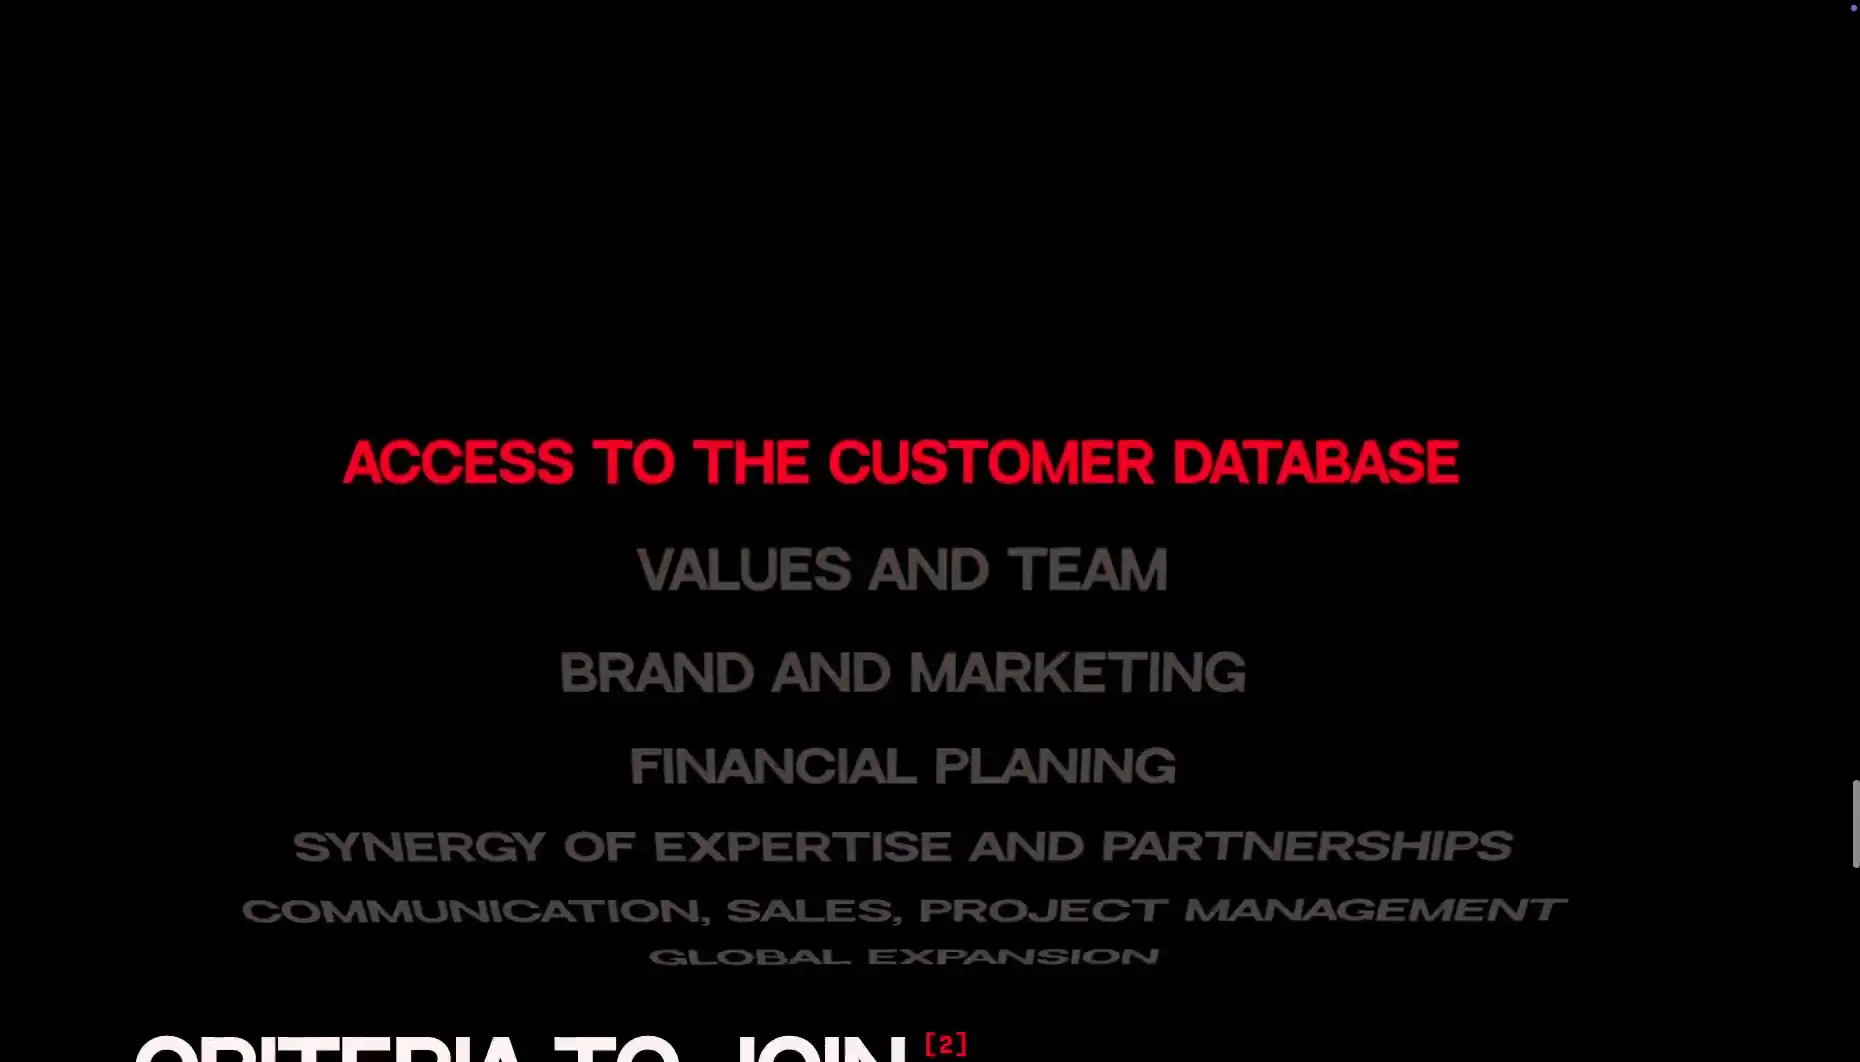 ACCESS TO THE CUSTOMER DATABASE
VALUES AND TEAM
BRAND AND MARKETING
FINANCIAL PLANING
SYNERGY OF EXPERTISE AND PARTNERSHIPS
COMMUNICATION, SALES, PROJECT MANAGEMENT
GLOBAL EXPANSION
CRITERIA TO JOIN [2]